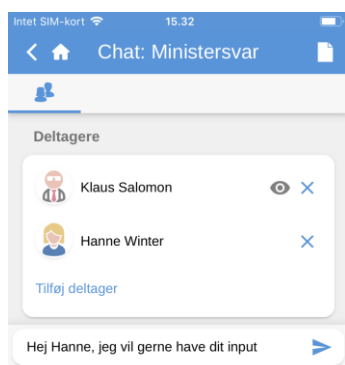 Intet SIM-kort 15.32
Chat: Ministersvar
Deltagere
Klaus Salomon
Hanne Winter
Tilføj deltager
Hej Hanne, jeg vil gerne have dit input